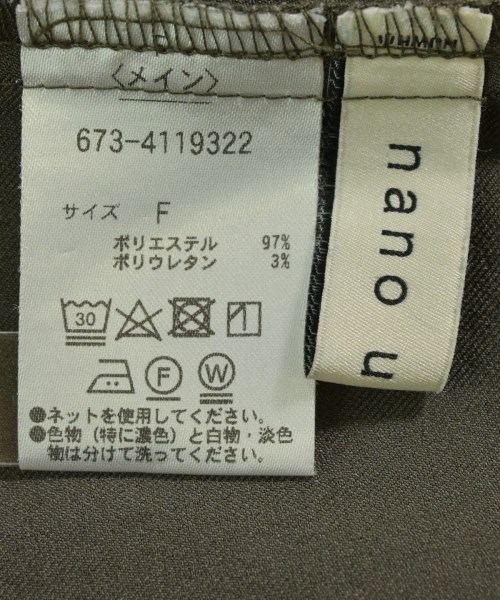 〈メイン〉
673-4119322
サイズ F
ポリエステル 97%
ポリウレタン 3%
30
F W
●ネットを使用してください。
●色物(特に濃色)と白物・淡色
物は分けて洗ってください。
nano u